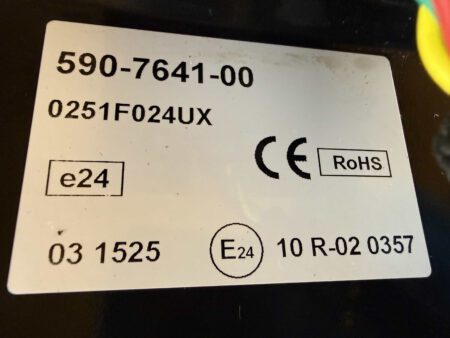 590-7641-00
0251F024UX
CE RoHS
e24
03 1525 E24 10 R-02 0357